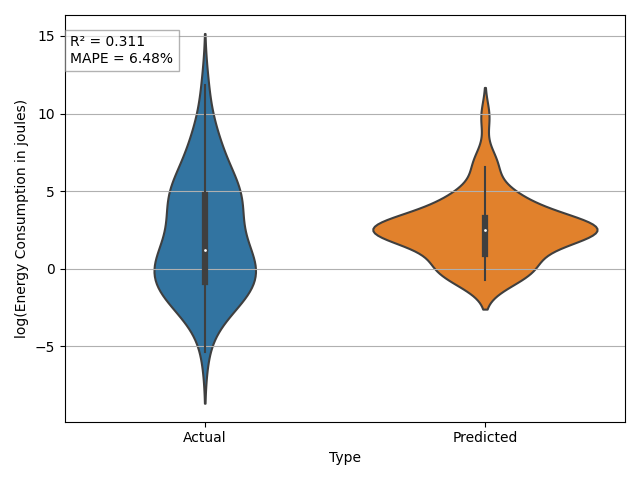 R² = 0.311
MAPE = 6.48%
15
10
5
0
−5
log(Energy Consumption in joules)
Actual
Predicted
Type